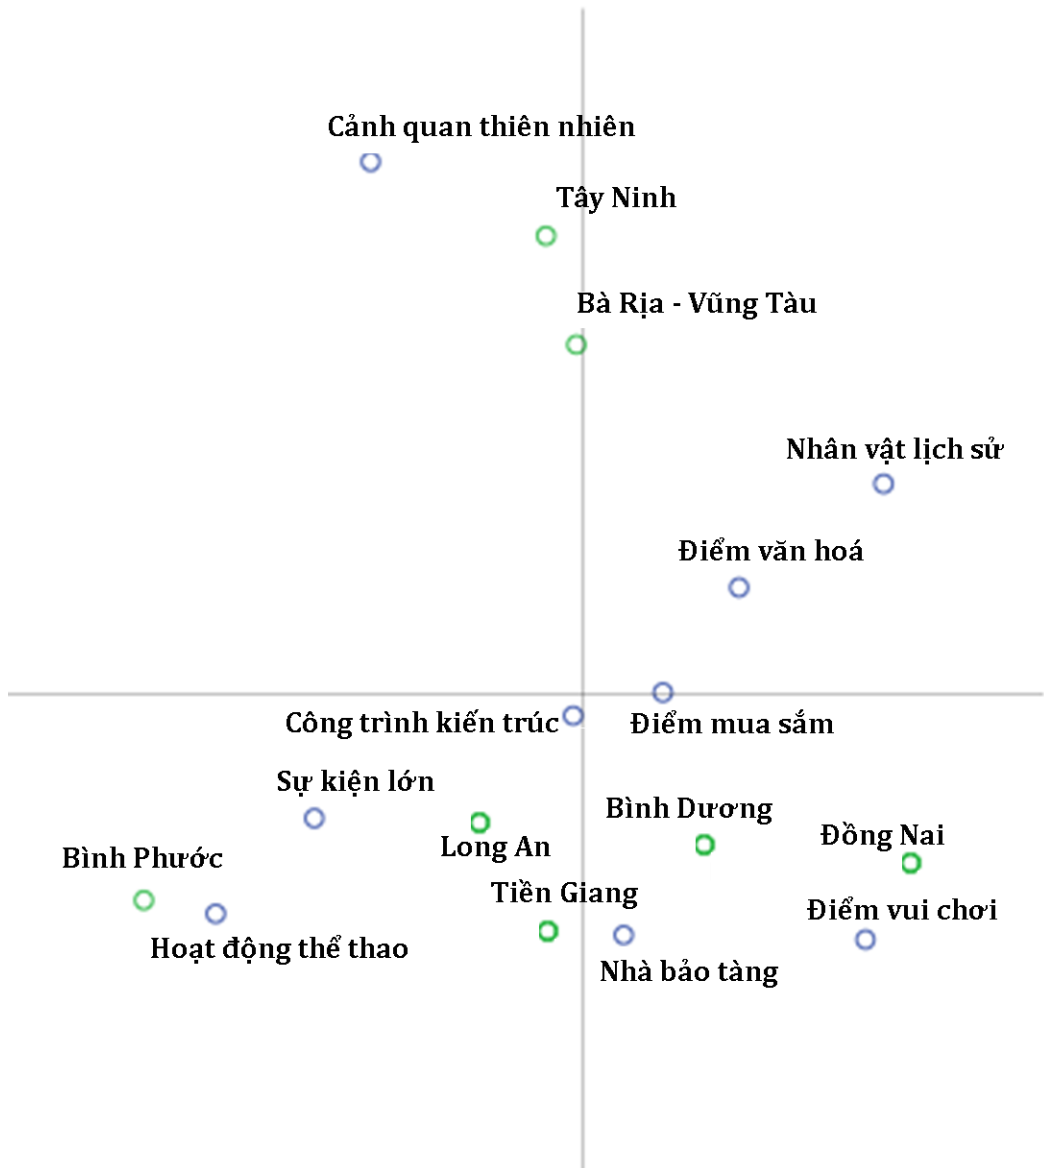 Cảnh quan thiên nhiên
Tây Ninh
Bà Rịa - Vũng Tàu
Nhân vật lịch sử
Điểm văn hoá
Công trình kiến trúc
Điểm mua sắm
Sự kiện lớn
Bình Dương
Đồng Nai
Long An
Bình Phước
Tiền Giang
Điểm vui chơi
Hoạt động thể thao
Nhà bảo tàng